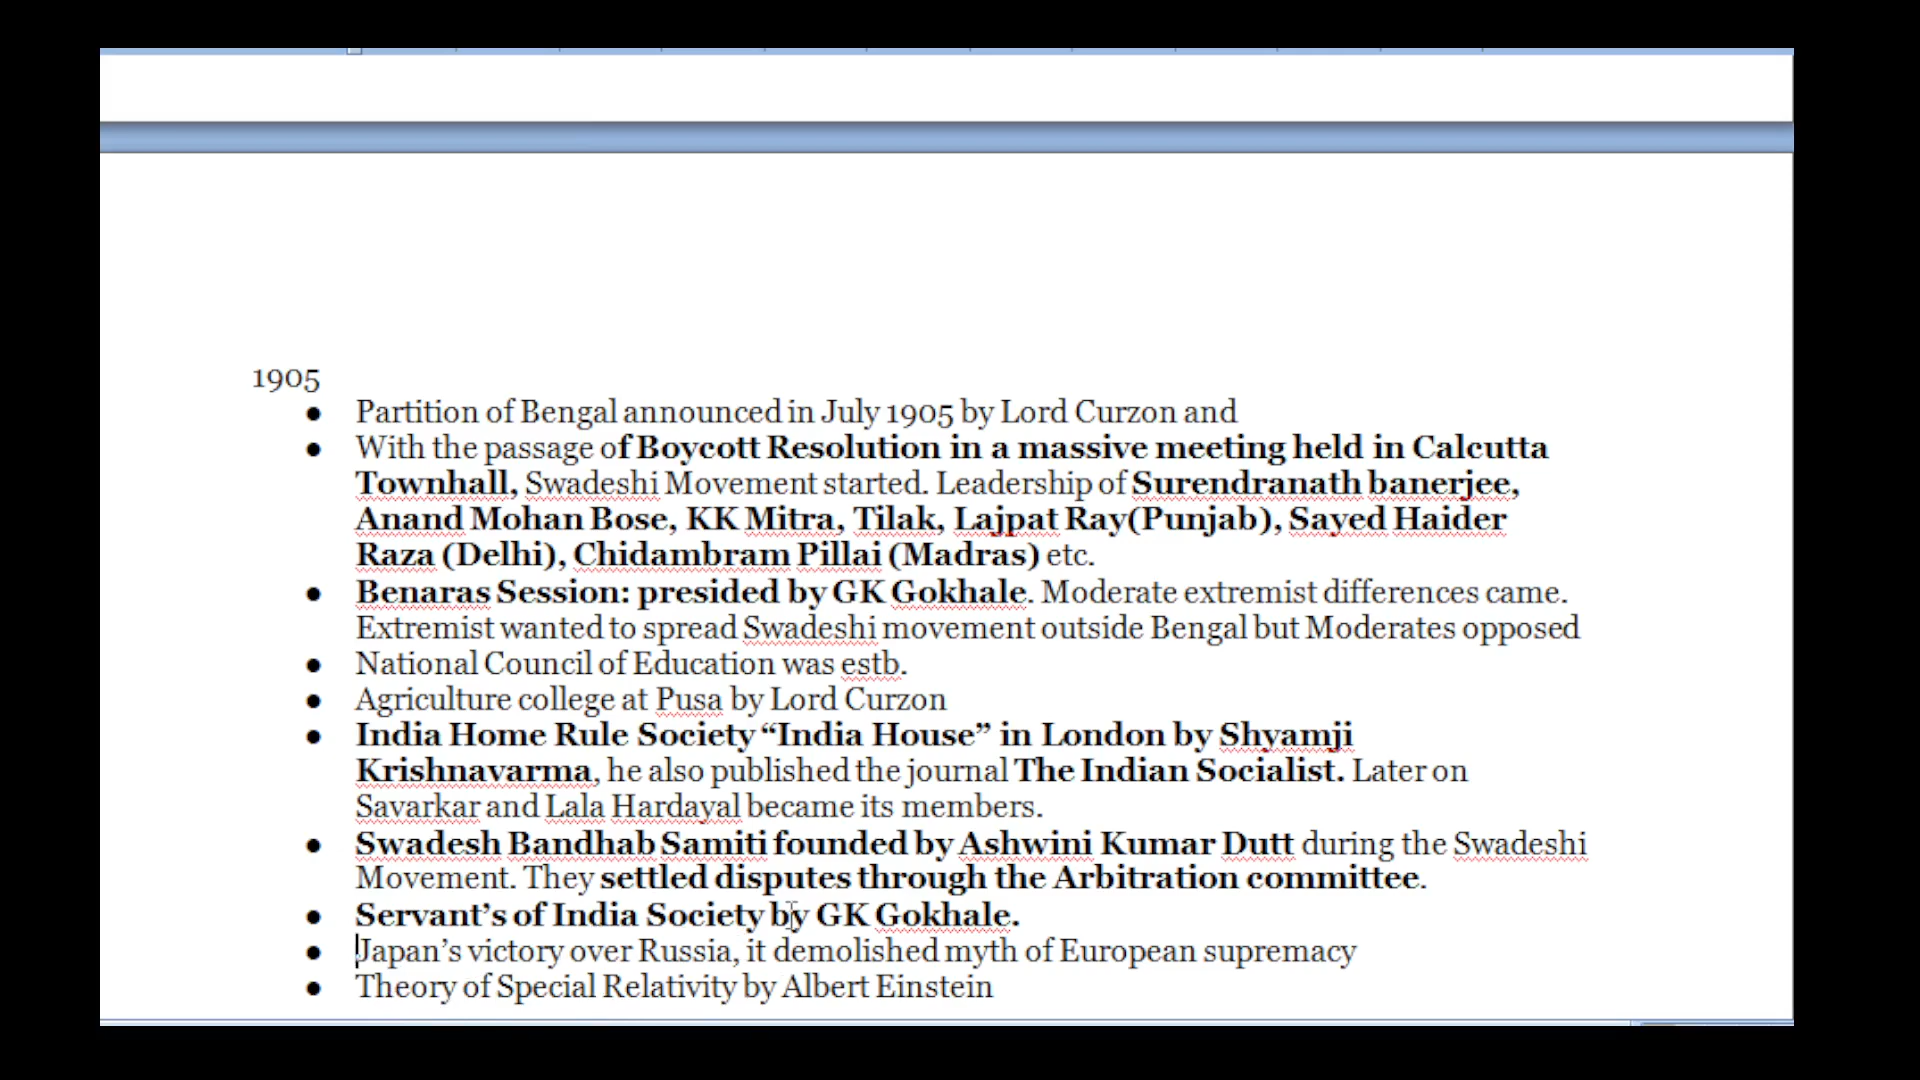 1905
● Partition of Bengal announced in July 1905 by Lord Curzon and
● With the passage of Boycott Resolution in a massive meeting held in Calcutta
Townhall, Swadeshi Movement started. Leadership of Surendranath banerjee,
Anand Mohan Bose, KK Mitra, Tilak, Lajpat Ray(Punjab), Sayed Haider
Raza (Delhi), Chidambram Pillai (Madras) etc.
● Benaras Session: presided by GK Gokhale. Moderate extremist differences came.
Extremist wanted to spread Swadeshi movement outside Bengal but Moderates opposed
● National Council of Education was estb.
● Agriculture college at Pusa by Lord Curzon
● India Home Rule Society “India House” in London by Shyamji
Krishnavarma, he also published the journal The Indian Socialist. Later on
Savarkar and Lala Hardayal became its members.
● Swadesh Bandhab Samiti founded by Ashwini Kumar Dutt during the Swadeshi
Movement. They settled disputes through the Arbitration committee.
● Servant’s of India Society by GK Gokhale.
● Japan’s victory over Russia, it demolished myth of European supremacy
● Theory of Special Relativity by Albert Einstein